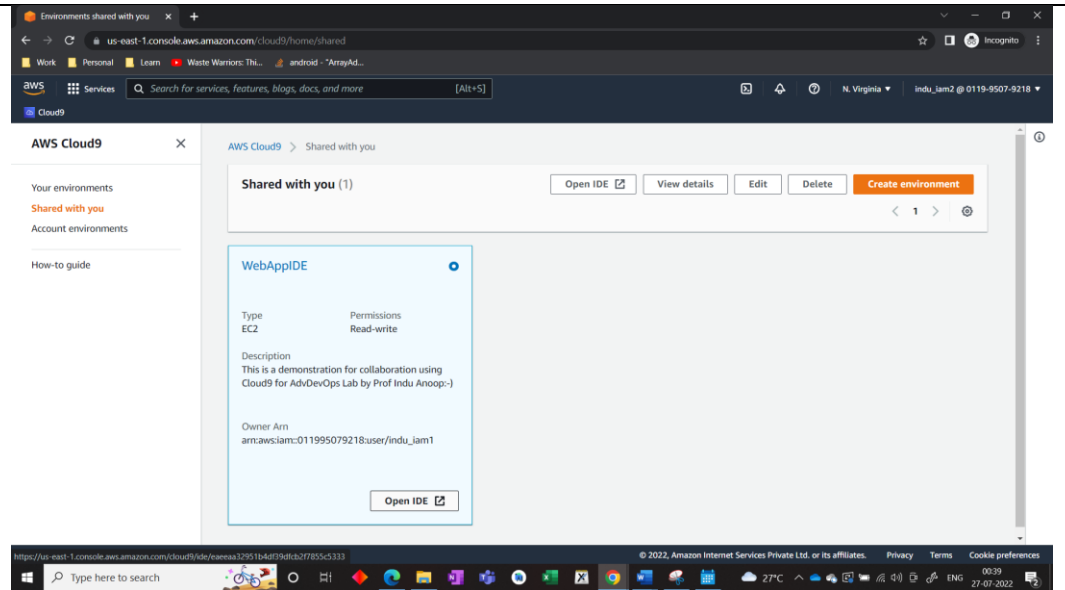 Environments shared with you
us-east-1.console.aws.amazon.com/cloud9/home/shared
Incognito
Work Personal Learn Waste Warriors: Thi... android - "ArrayAd...
aws Services Search for services, features, blogs, docs, and more [Alt+S] N. Virginia indu_iam2 @ 0119-9507-9218
Cloud9
AWS Cloud9
Your environments
Shared with you
Account environments
How-to guide
AWS Cloud9 > Shared with you
Shared with you (1) Open IDE View details Edit Delete Create environment
< 1 >
WebAppIDE
Type Permissions
EC2 Read-write
Description
This is a demonstration for collaboration using
Cloud9 for AdvDevOps Lab by Prof Indu Anoop:-)
Owner Arn
arn:aws:iam::011995079218:user/indu_iam1
Open IDE
https://us-east-1.console.aws.amazon.com/cloud9/ide/eaeeaa32951b4df39dfcb2f7855c5333 © 2022, Amazon Internet Services Private Ltd. or its affiliates. Privacy Terms Cookie preferences
Type here to search 27°C ENG 00:39
27-07-2022 2